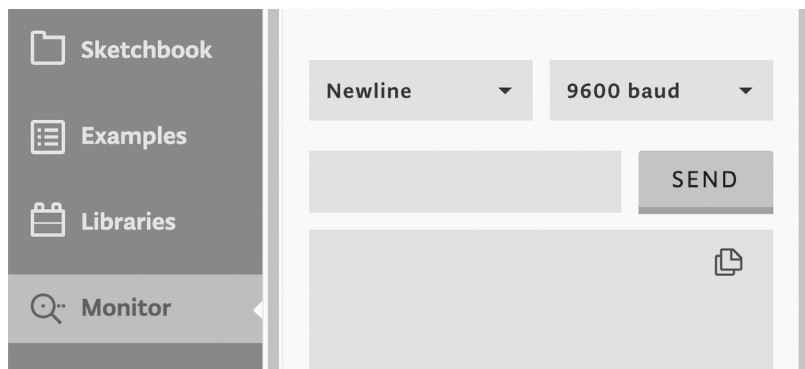 Sketchbook
Examples
Libraries
Monitor
Newline
9600 baud
SEND